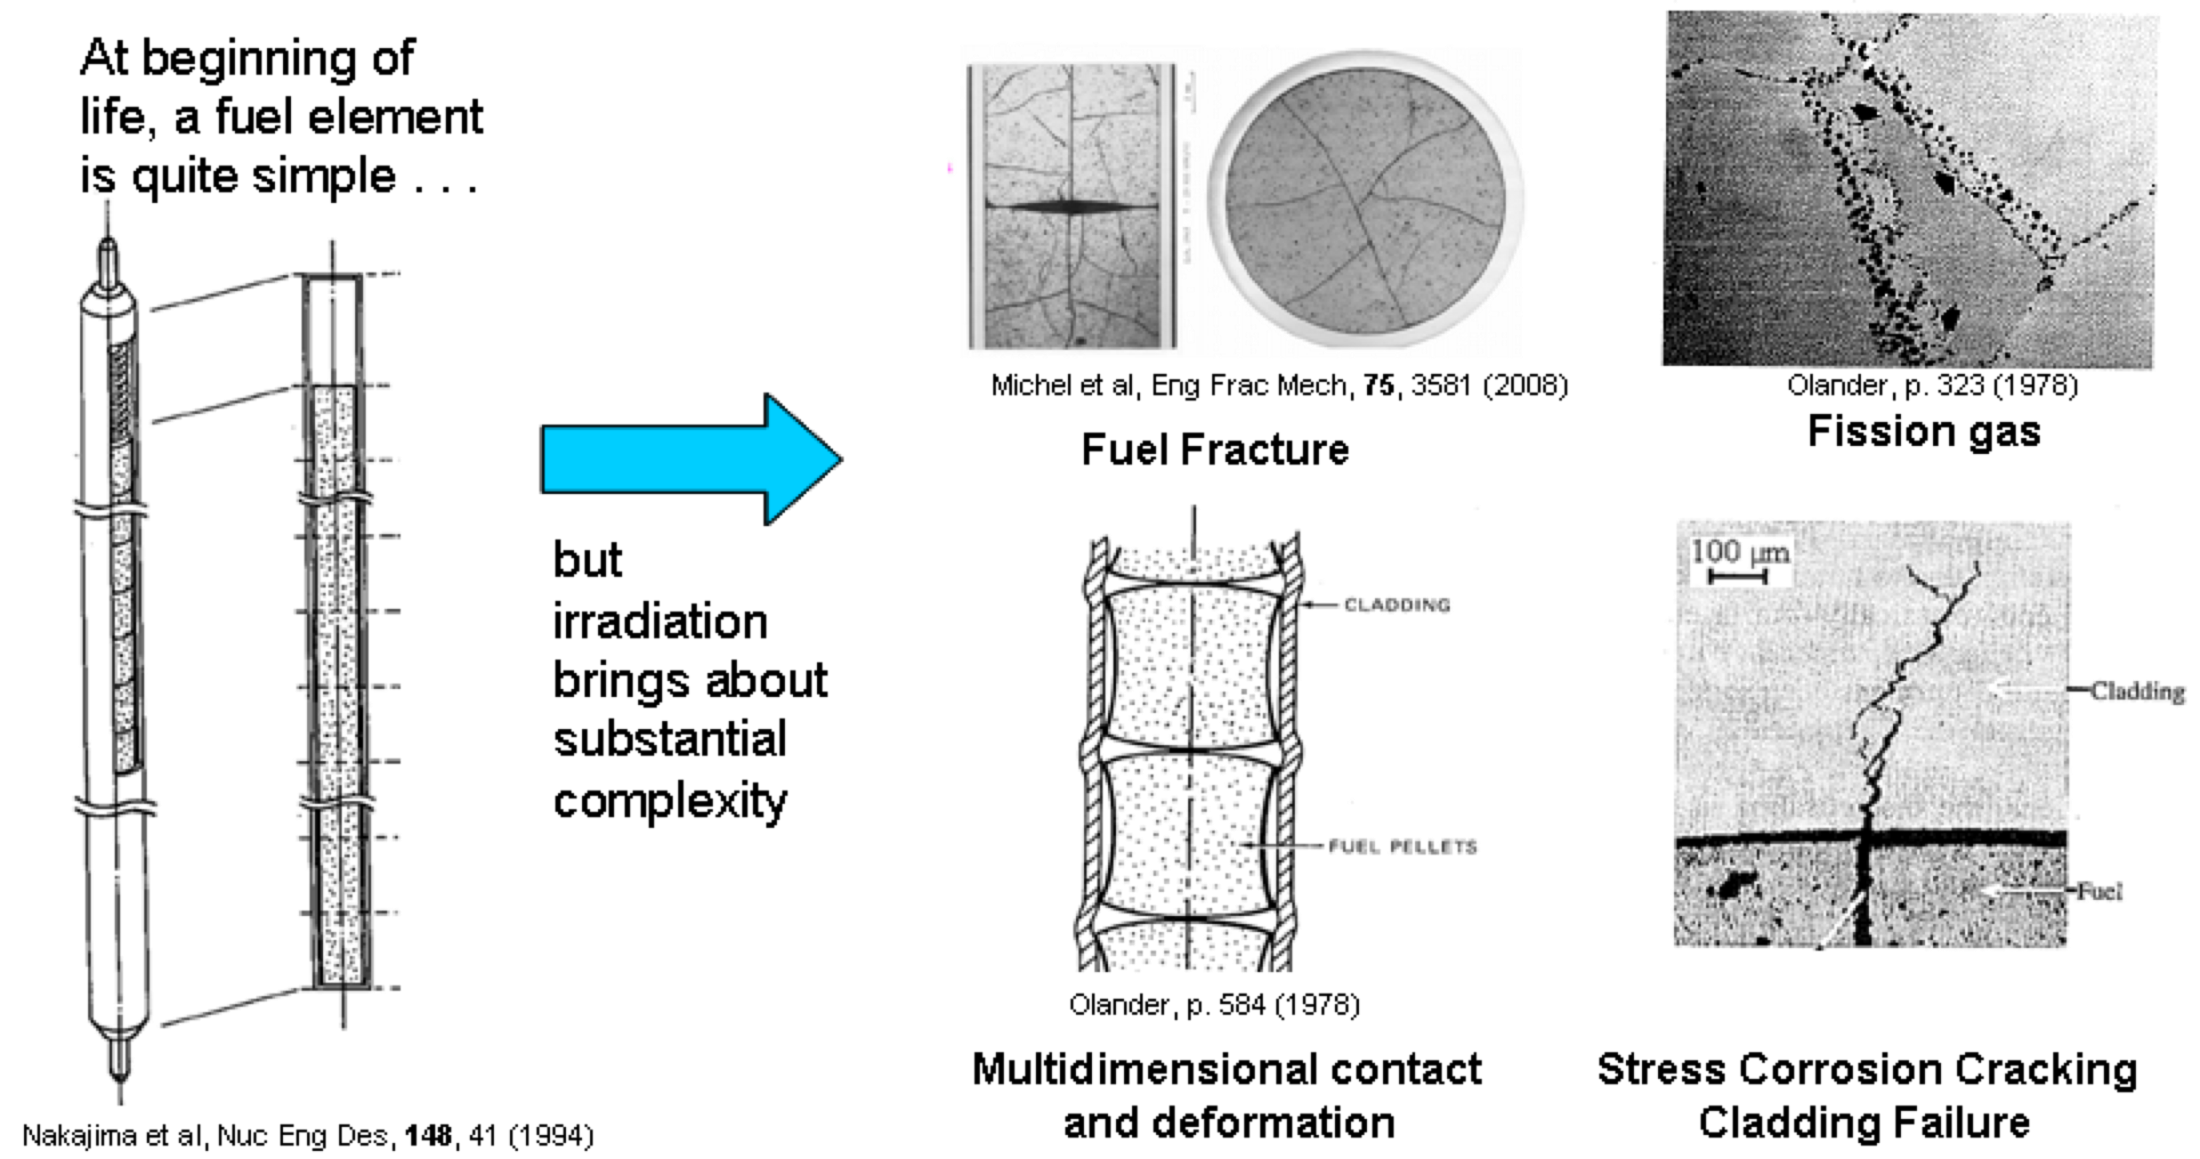 At beginning of
life, a fuel element
is quite simple . . .
Nakajima et al, Nuc Eng Des, 148, 41 (1994)
but
irradiation
brings about
substantial
complexity
Michel et al, Eng Frac Mech, 75, 3581 (2008)
Fuel Fracture
Olander, p. 323 (1978)
Fission gas
CLADDING
FUEL PELLETS
Olander, p. 584 (1978)
Multidimensional contact
and deformation
100 μm
Cladding
Fuel
Stress Corrosion Cracking
Cladding Failure